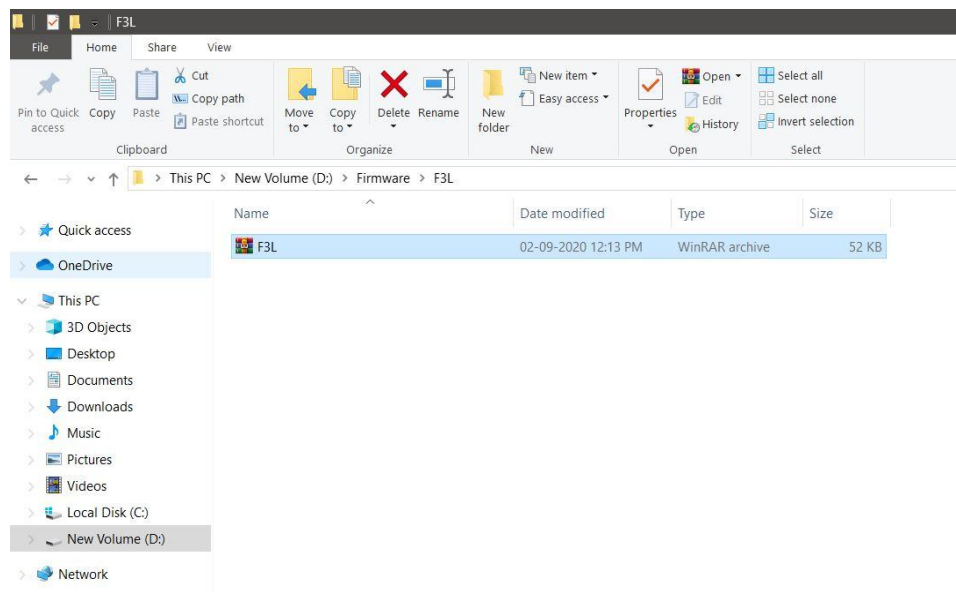 F3L
File Home Share View
Pin to Quick access
Copy
Paste
Cut
Copy path
Paste shortcut
Clipboard
Move to
Copy to
Delete
Rename
Organize
New folder
New item
Easy access
New
Properties
Open
Edit
History
Open
Select all
Select none
Invert selection
Select
This PC > New Volume (D:) > Firmware > F3L
Name Date modified Type Size
F3L 02-09-2020 12:13 PM WinRAR archive 52 KB
Quick access
OneDrive
This PC
3D Objects
Desktop
Documents
Downloads
Music
Pictures
Videos
Local Disk (C:)
New Volume (D:)
Network